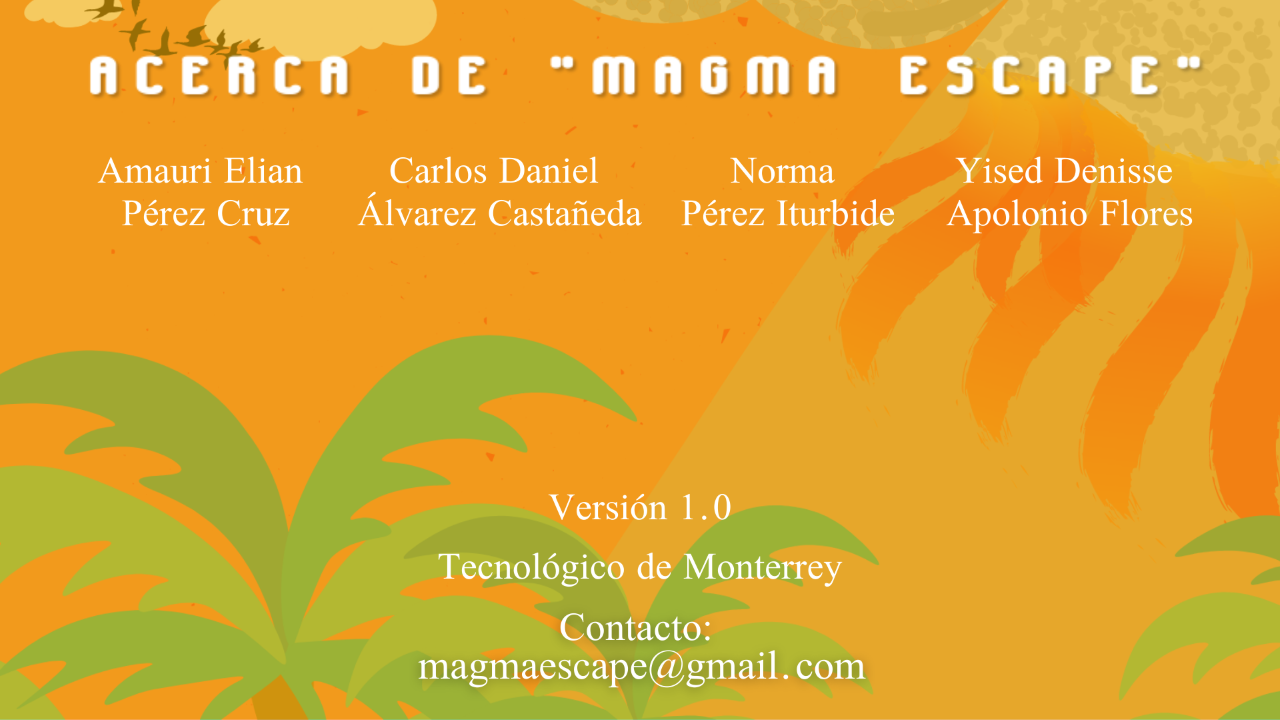 ACERCA DE "MAGMA ESCAPE"
Amauri Elian
Pérez Cruz
Carlos Daniel
Álvarez Castañeda
Norma
Pérez Iturbide
Yised Denisse
Apolonio Flores
Versión 1.0
Tecnológico de Monterrey
Contacto:
magmaescape@gmail.com